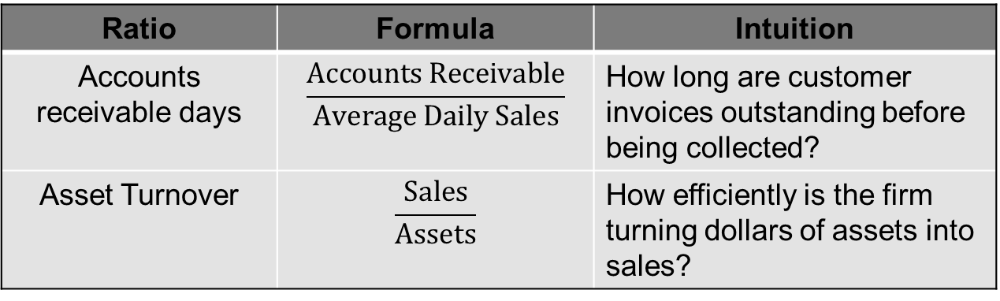 Ratio Formula Intuition
Accounts
receivable days
Accounts Receivable
Average Daily Sales
How long are customer
invoices outstanding before
being collected?
Asset Turnover
Sales
Assets
How efficiently is the firm
turning dollars of assets into
sales?